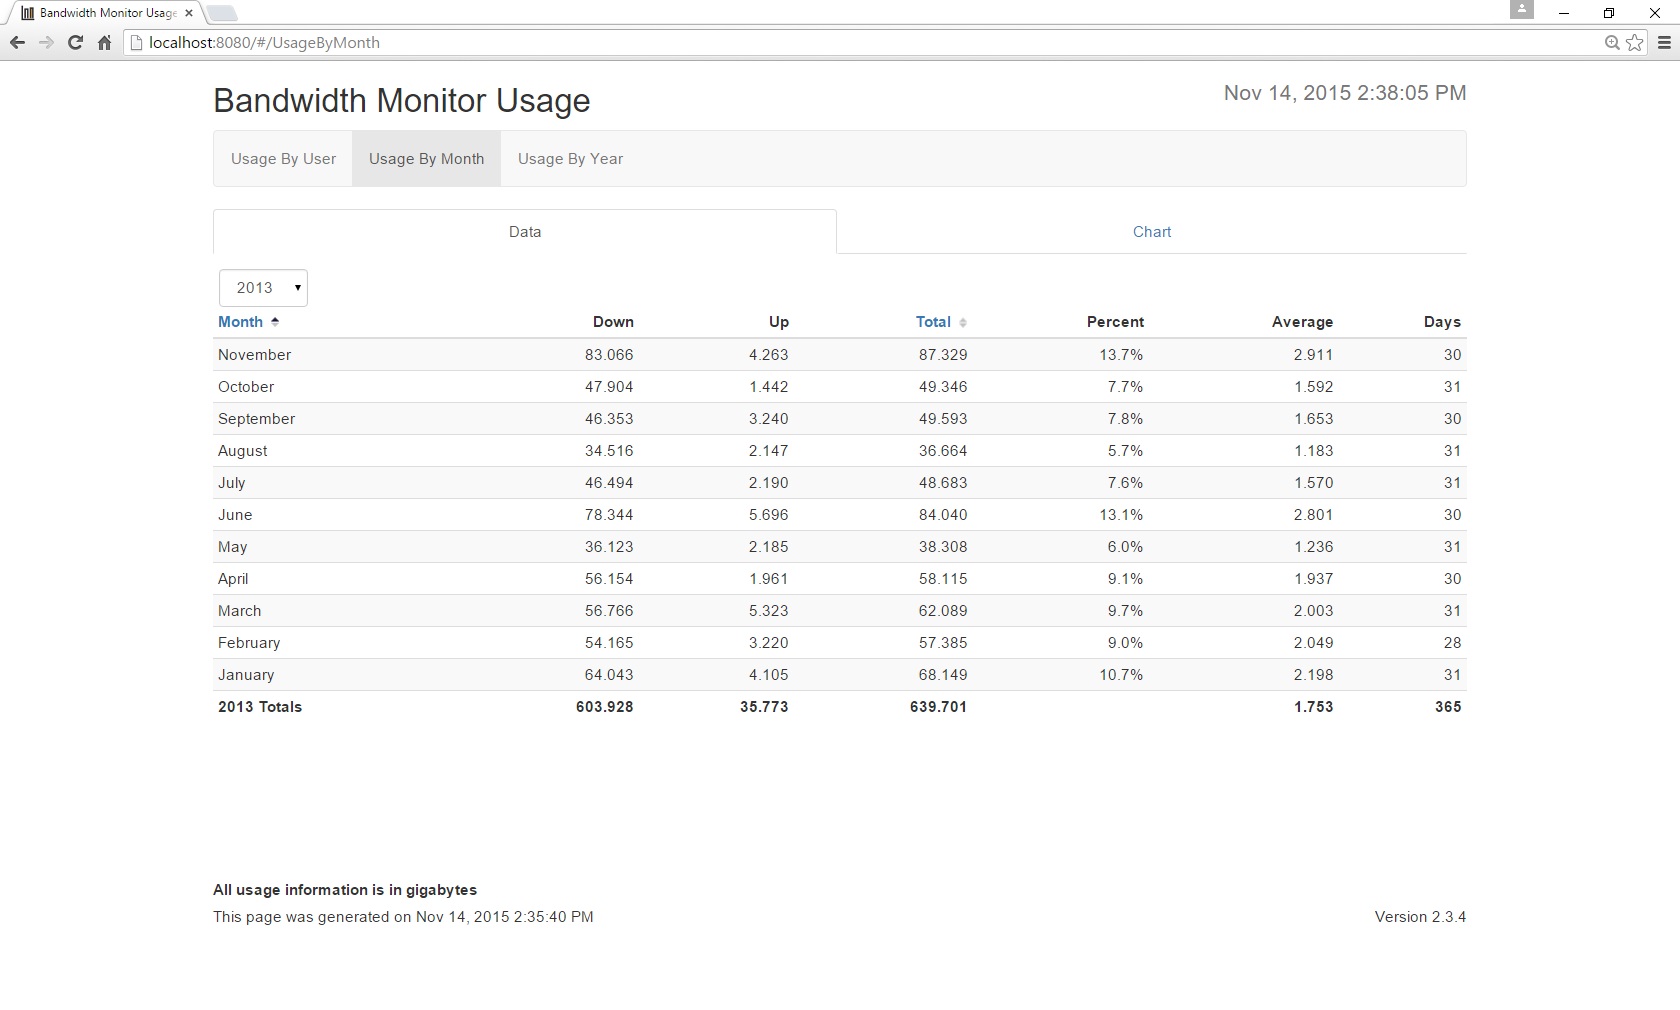 Bandwidth Monitor Usage
localhost:8080/#/UsageByMonth
Bandwidth Monitor Usage
Nov 14, 2015 2:38:05 PM
Usage By User Usage By Month Usage By Year
Data Chart
2013
Month Down Up Total Percent Average Days
November 83.066 4.263 87.329 13.7% 2.911 30
October 47.904 1.442 49.346 7.7% 1.592 31
September 46.353 3.240 49.593 7.8% 1.653 30
August 34.516 2.147 36.664 5.7% 1.183 31
July 46.494 2.190 48.683 7.6% 1.570 31
June 78.344 5.696 84.040 13.1% 2.801 30
May 36.123 2.185 38.308 6.0% 1.236 31
April 56.154 1.961 58.115 9.1% 1.937 30
March 56.766 5.323 62.089 9.7% 2.003 31
February 54.165 3.220 57.385 9.0% 2.049 28
January 64.043 4.105 68.149 10.7% 2.198 31
2013 Totals 603.928 35.773 639.701 1.753 365
All usage information is in gigabytes
This page was generated on Nov 14, 2015 2:35:40 PM
Version 2.3.4